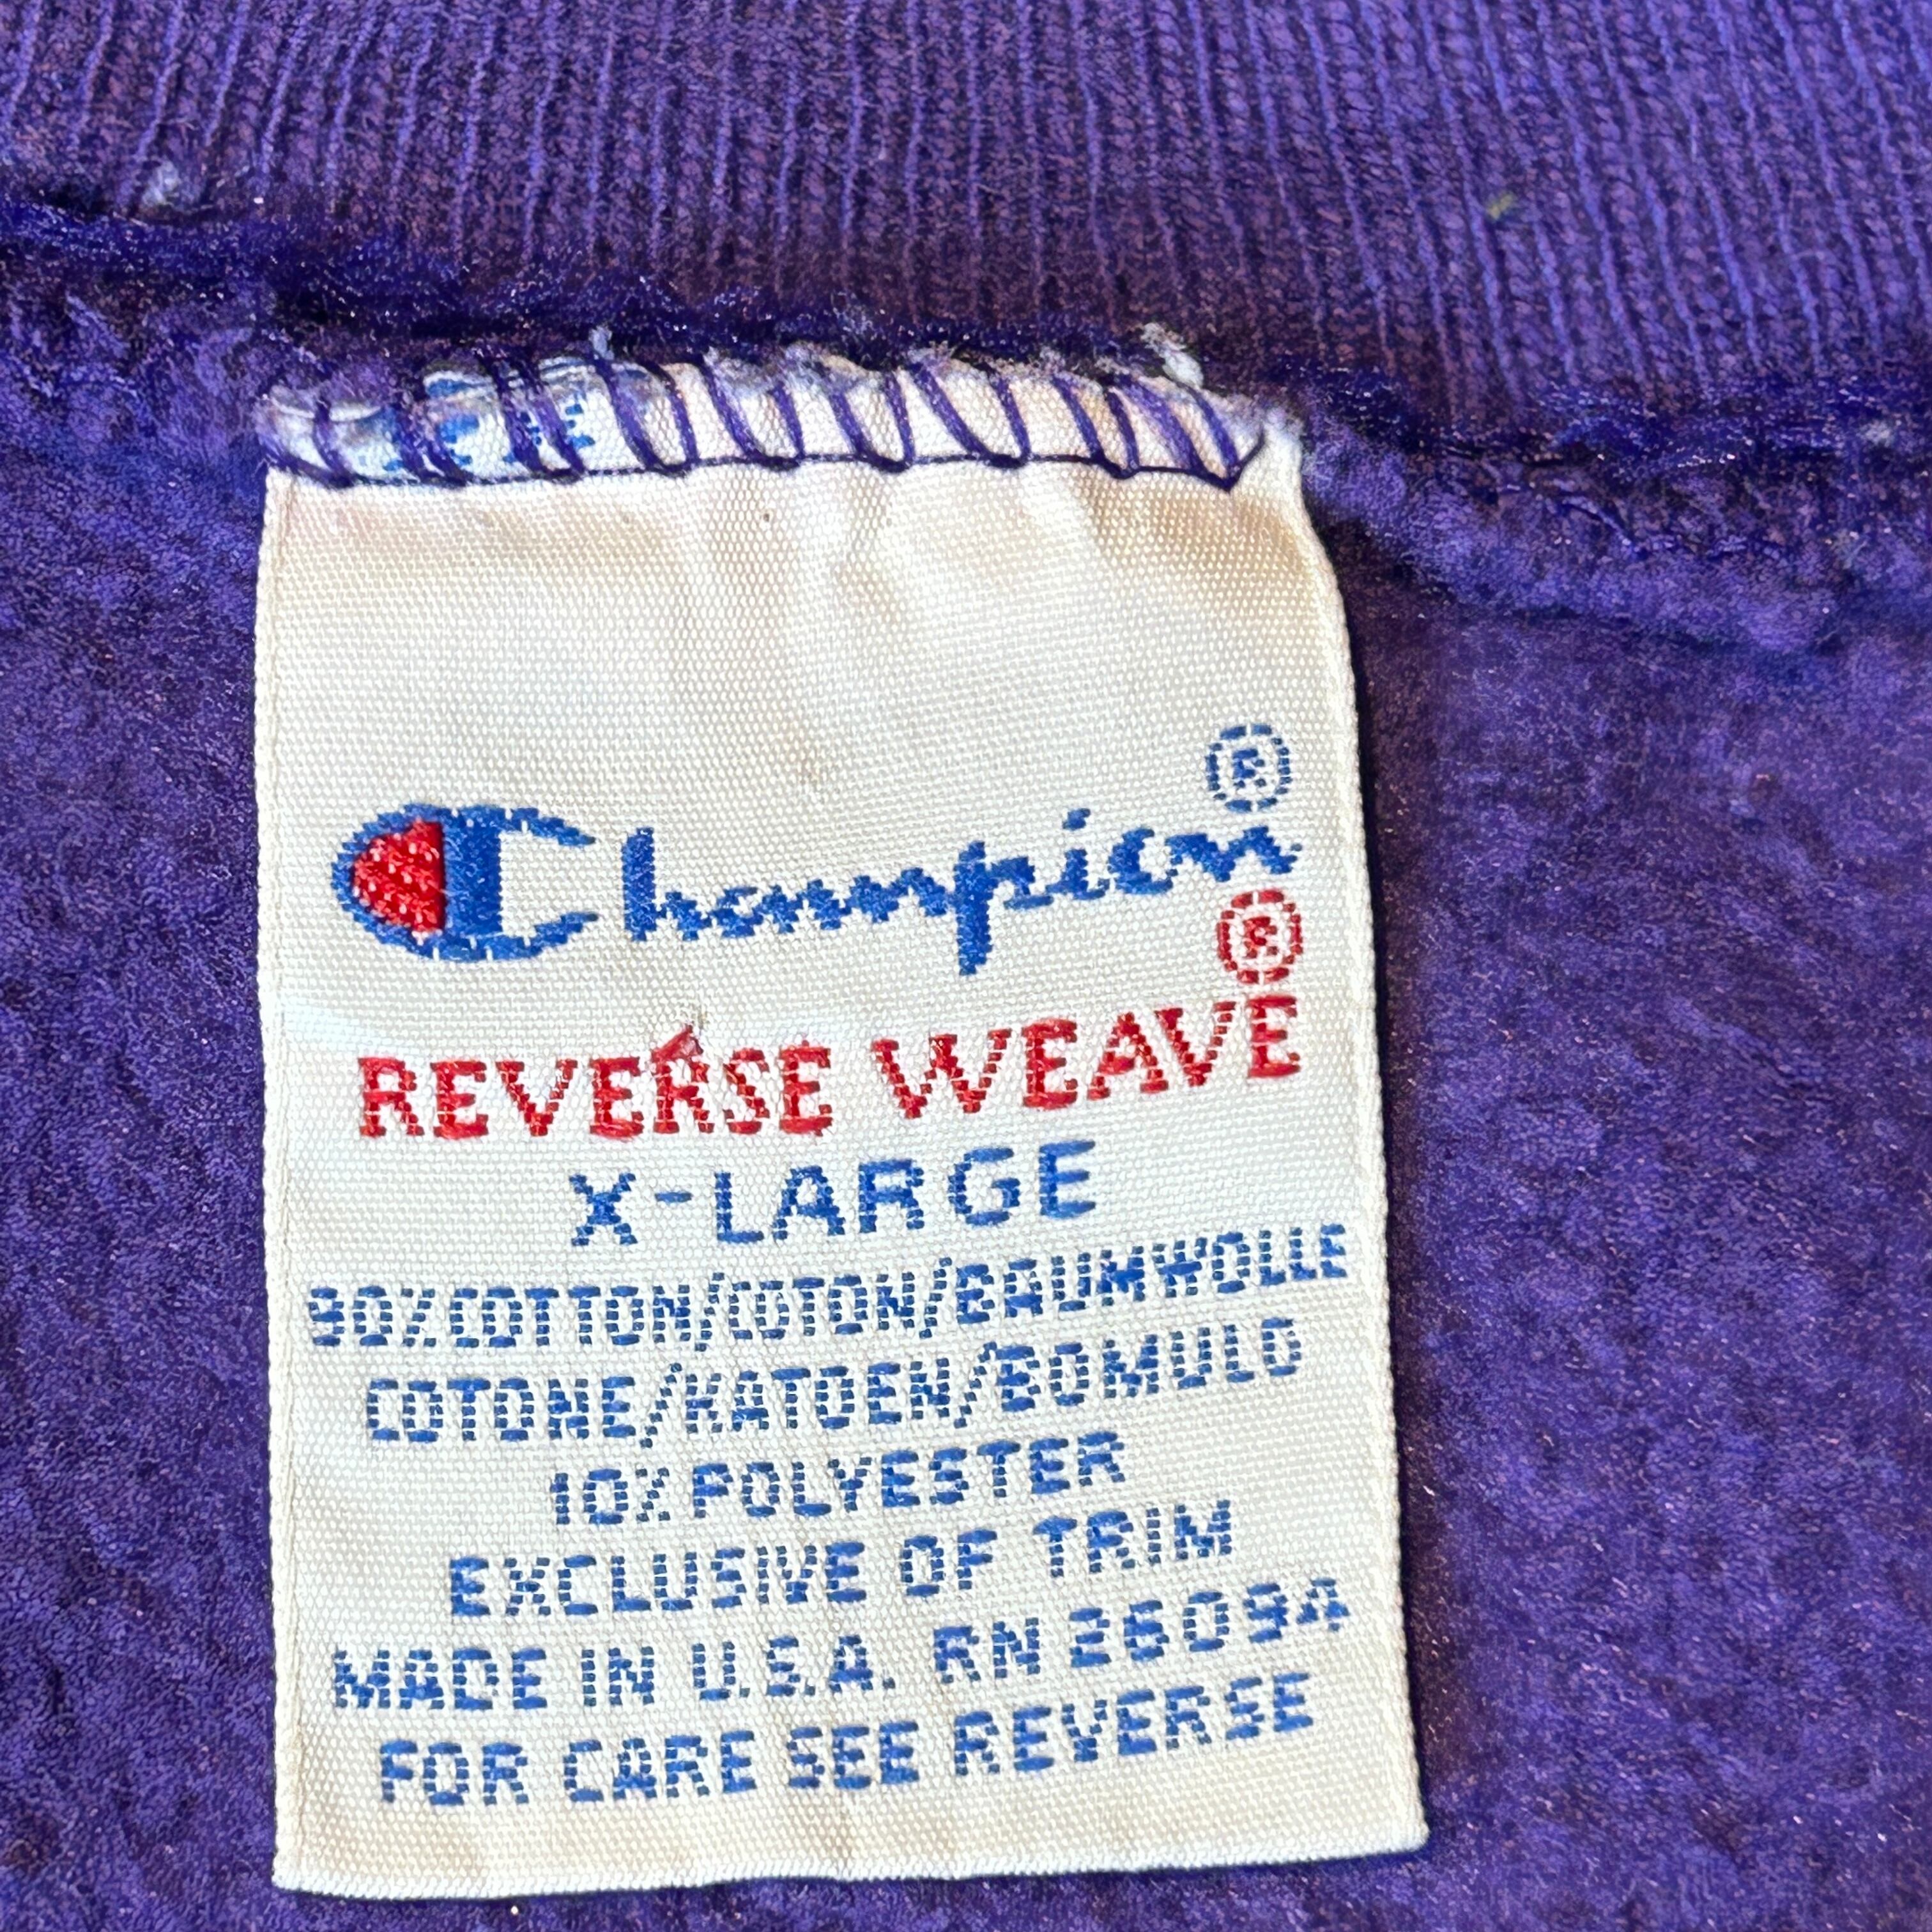 Champion®
REVERSE WEAVE®
X-LARGE
90% COTTON/COTON/BAUMWOLLE
COTONE/KATOEN/BOMULD
10% POLYESTER
EXCLUSIVE OF TRIM
MADE IN U.S.A. RN 26094
FOR CARE SEE REVERSE